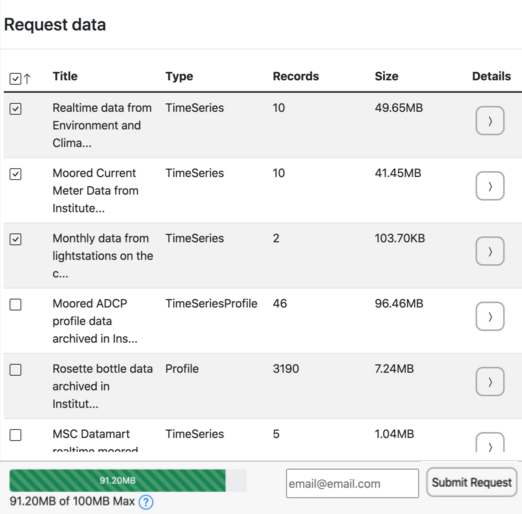 Request data
Title Type Records Size Details
Realtime data from TimeSeries 10 49.65MB
Environment and
Clima...
Moored Current TimeSeries 10 41.45MB
Meter Data from
Institute...
Monthly data from TimeSeries 2 103.70KB
lightstations on the
c...
Moored ADCP TimeSeriesProfile 46 96.46MB
profile data
archived in Ins...
Rosette bottle data Profile 3190 7.24MB
archived in
Institut...
MSC Datamart TimeSeries 5 1.04MB
realtime moored
91.20MB
91.20MB of 100MB Max ?
email@email.com
Submit Request